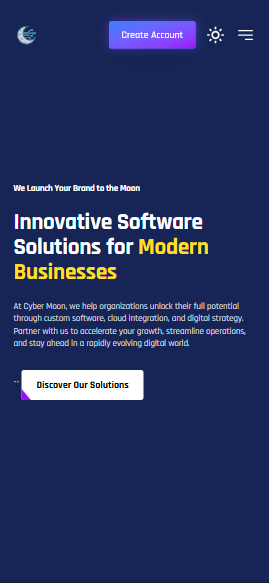 Create Account
We Launch Your Brand to the Moon
Innovative Software
Solutions for Modern
Businesses
At Cyber Moon, we help organizations unlock their full potential
through custom software, cloud integration, and digital strategy.
Partner with us to accelerate your growth, streamline operations,
and stay ahead in a rapidly evolving digital world.
Discover Our Solutions